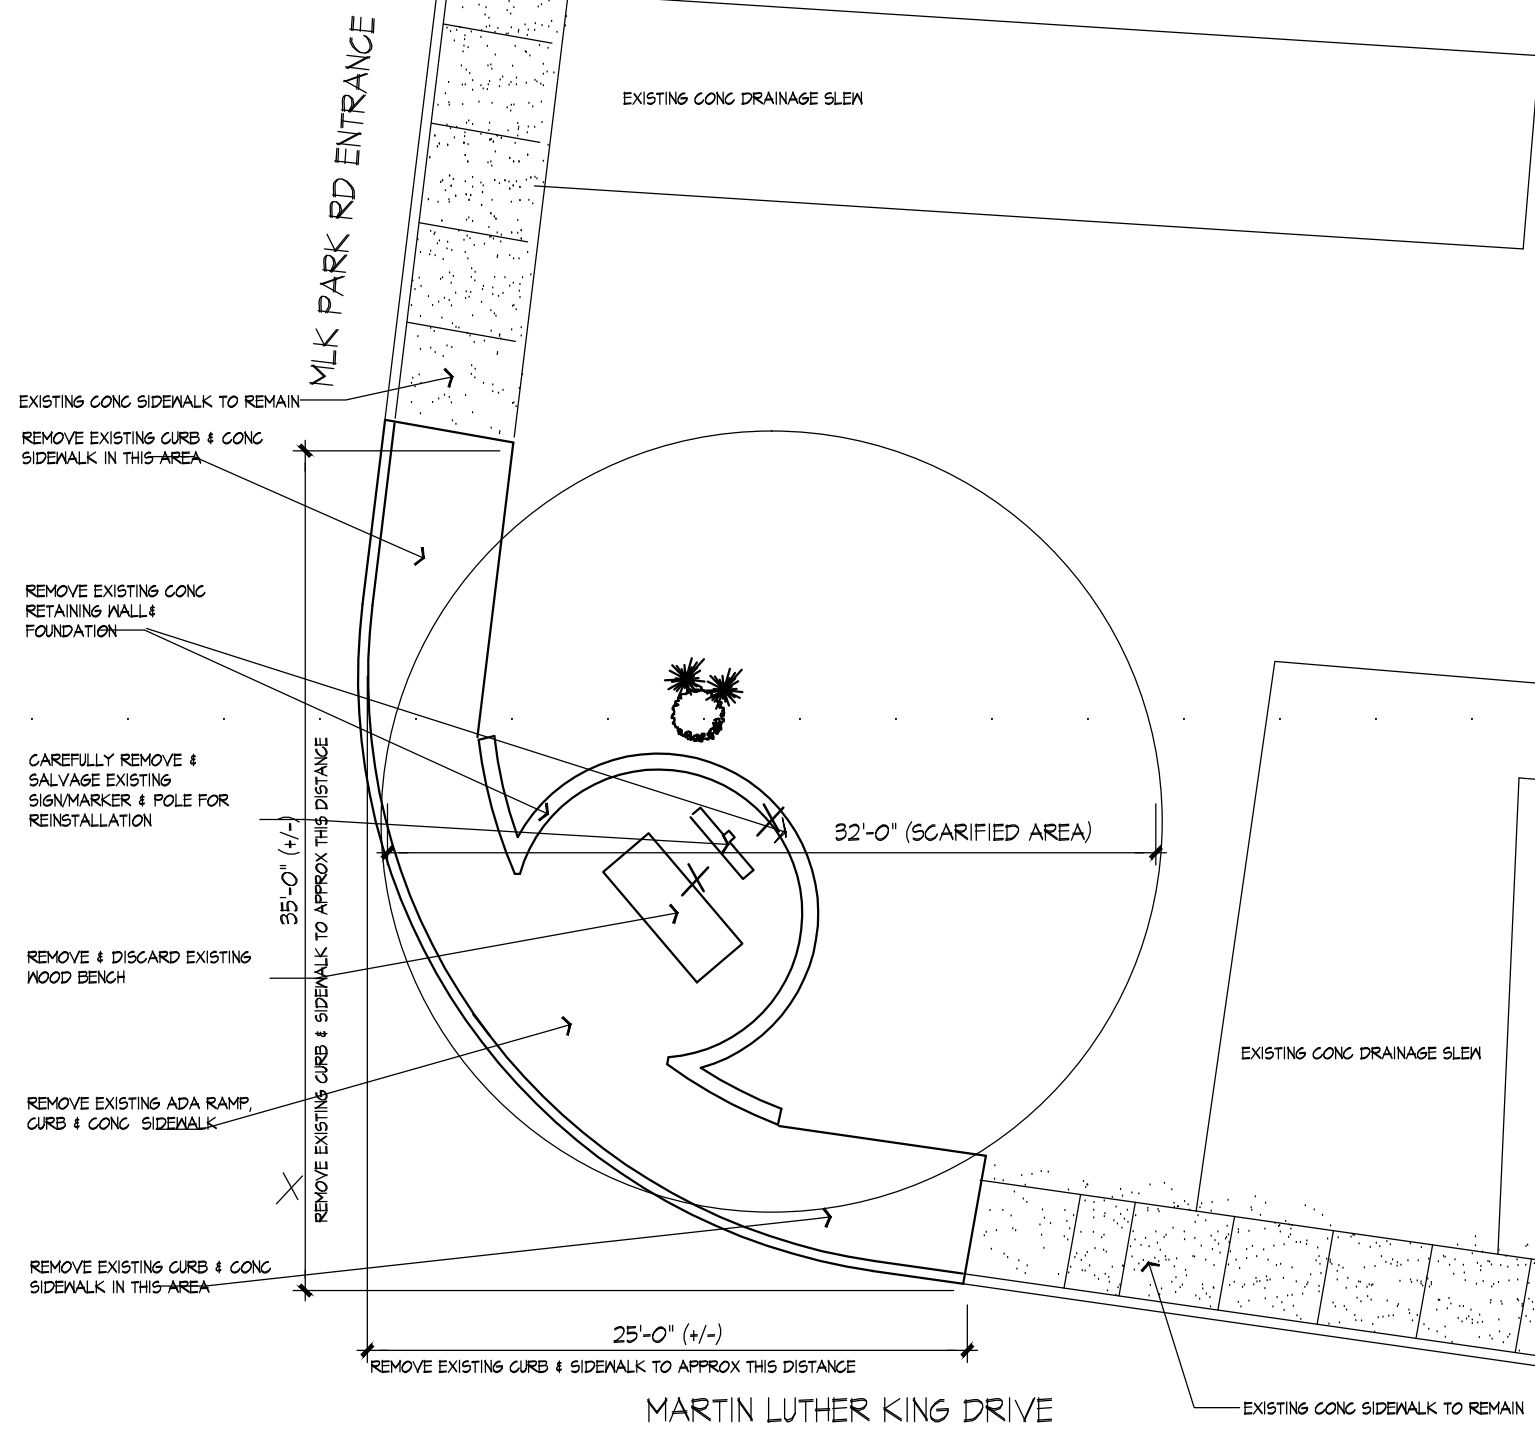 EXISTING CONC DRAINAGE SLEW
MLK PARK RD ENTRANCE
EXISTING CONC SIDEWALK TO REMAIN
REMOVE EXISTING CURB & CONC
SIDEWALK IN THIS AREA
REMOVE EXISTING CONC
RETAINING WALL&
FOUNDATION
CAREFULLY REMOVE &
SALVAGE EXISTING
SIGN/MARKER & POLE FOR
REINSTALLATION
32'-0" (SCARIFIED AREA)
35'-0" (+/-)
REMOVE EXISTING CURB & SIDEWALK TO APPROX THIS DISTANCE
REMOVE & DISCARD EXISTING
WOOD BENCH
EXISTING CONC DRAINAGE SLEW
REMOVE EXISTING ADA RAMP,
CURB & CONC SIDEWALK
REMOVE EXISTING CURB & CONC
SIDEWALK IN THIS AREA
25'-0" (+/-)
REMOVE EXISTING CURB & SIDEWALK TO APPROX THIS DISTANCE
MARTIN LUTHER KING DRIVE
EXISTING CONC SIDEWALK TO REMAIN